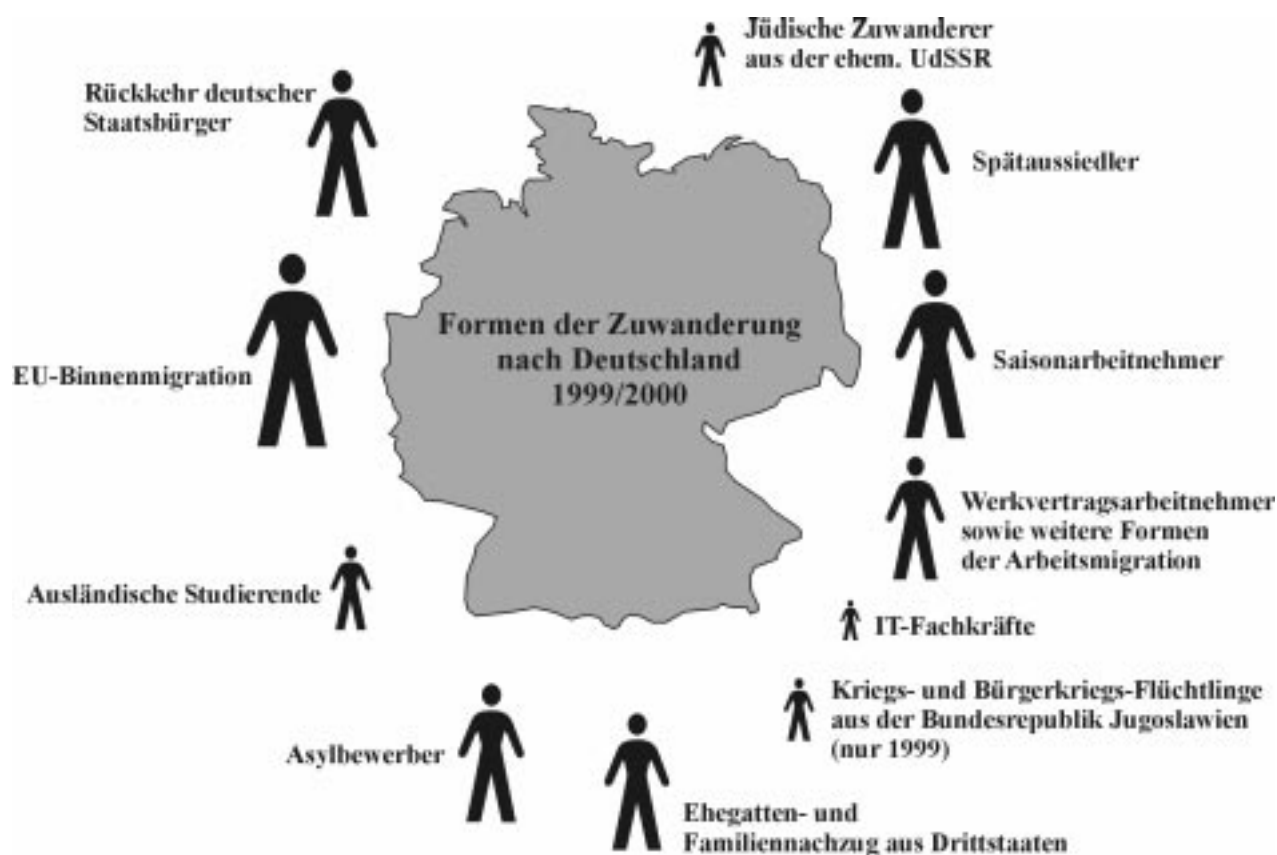 Jüdische Zuwanderer
aus der ehem. UdSSR
Rückkehr deutscher
Staatsbürger
Spätaussiedler
Formen der Zuwanderung
nach Deutschland
1999/2000
EU-Binnenmigration
Saisonarbeitnehmer
Werkvertragsarbeitnehmer
sowie weitere Formen
der Arbeitsmigration
Ausländische Studierende
IT-Fachkräfte
Kriegs- und Bürgerkriegs-Flüchtlinge
aus der Bundesrepublik Jugoslawien
(nur 1999)
Asylbewerber
Ehegatten- und
Familiennachzug aus Drittstaaten